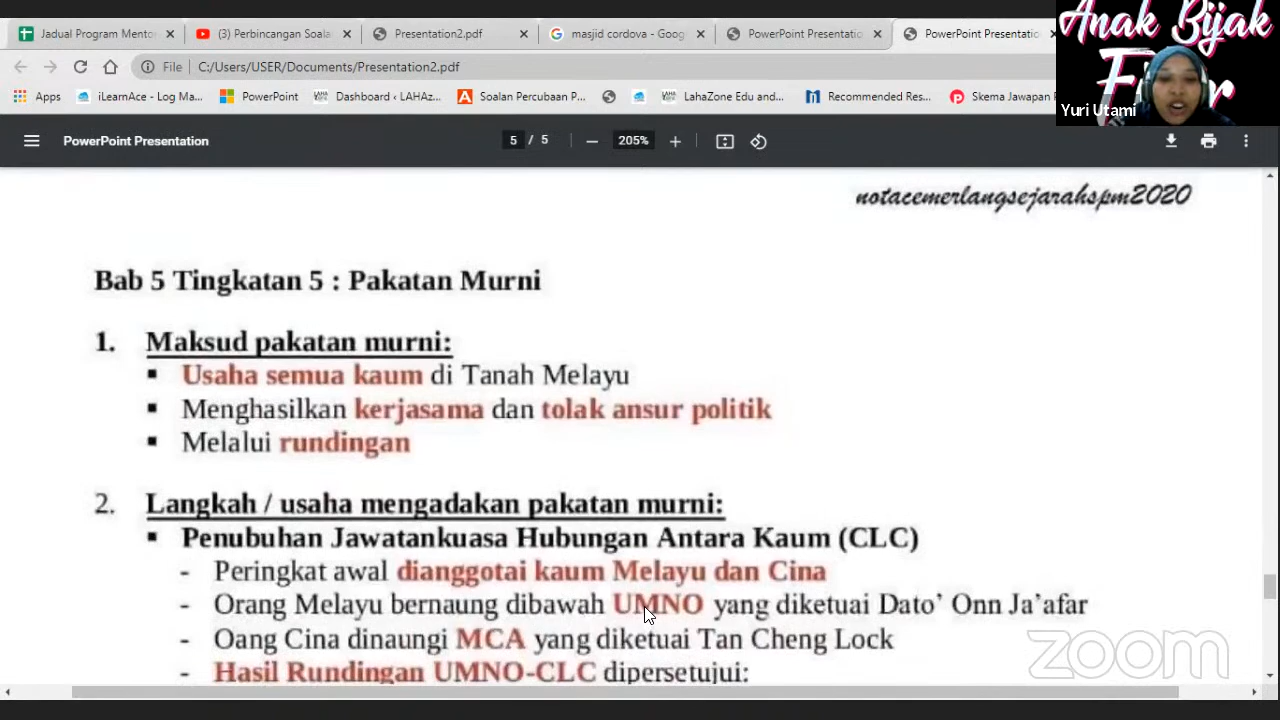 Jadual Program Mento
(3) Perbincangan Soala
Presentation2.pdf
masjid cordova - Goog
PowerPoint Presentation
PowerPoint Presentation
Anak Bijak
Yuri Utami
File
C:/Users/USER/Documents/Presentation2.pdf
Apps
iLearnAce - Log Ma...
PowerPoint
Dashboard ‹ LAHAz...
Soalan Percubaan P...
LahaZone Edu and...
Recommended Res...
Skema Jawapan P
PowerPoint Presentation
5 / 5
205%
notacemerlangsejarahspm2020
Bab 5 Tingkatan 5 : Pakatan Murni
1. Maksud pakatan murni:
▪ Usaha semua kaum di Tanah Melayu
▪ Menghasilkan kerjasama dan tolak ansur politik
▪ Melalui rundingan
2. Langkah / usaha mengadakan pakatan murni:
▪ Penubuhan Jawatankuasa Hubungan Antara Kaum (CLC)
- Peringkat awal dianggotai kaum Melayu dan Cina
- Orang Melayu bernaung dibawah UMNO yang diketuai Dato' Onn Ja'afar
- Oang Cina dinaungi MCA yang diketuai Tan Cheng Lock
- Hasil Rundingan UMNO-CLC dipersetujui:
zoom